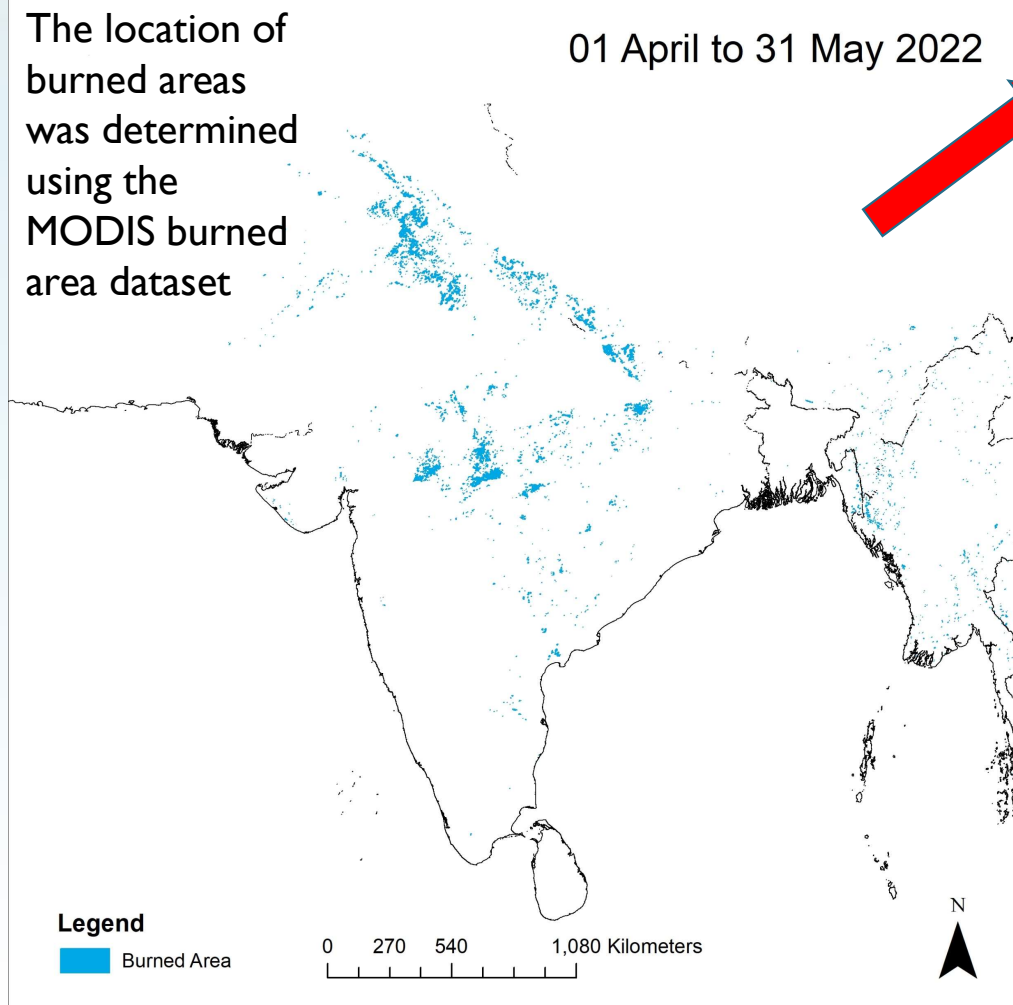 The location of
burned areas
was determined
using the
MODIS burned
area dataset
01 April to 31 May 2022
Legend
Burned Area
0 270 540 1,080 Kilometers
N